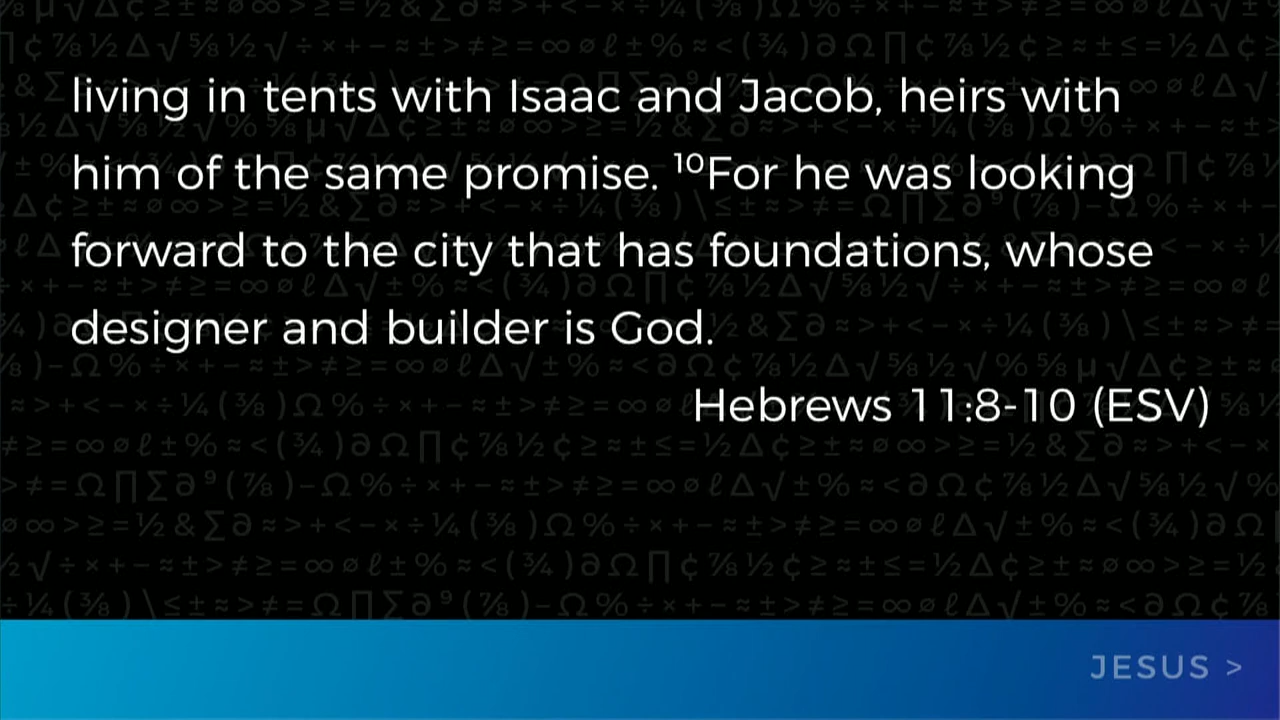 living in tents with Isaac and Jacob, heirs with
him of the same promise. ¹⁰For he was looking
forward to the city that has foundations, whose
designer and builder is God.
Hebrews 11:8-10 (ESV)
JESUS >